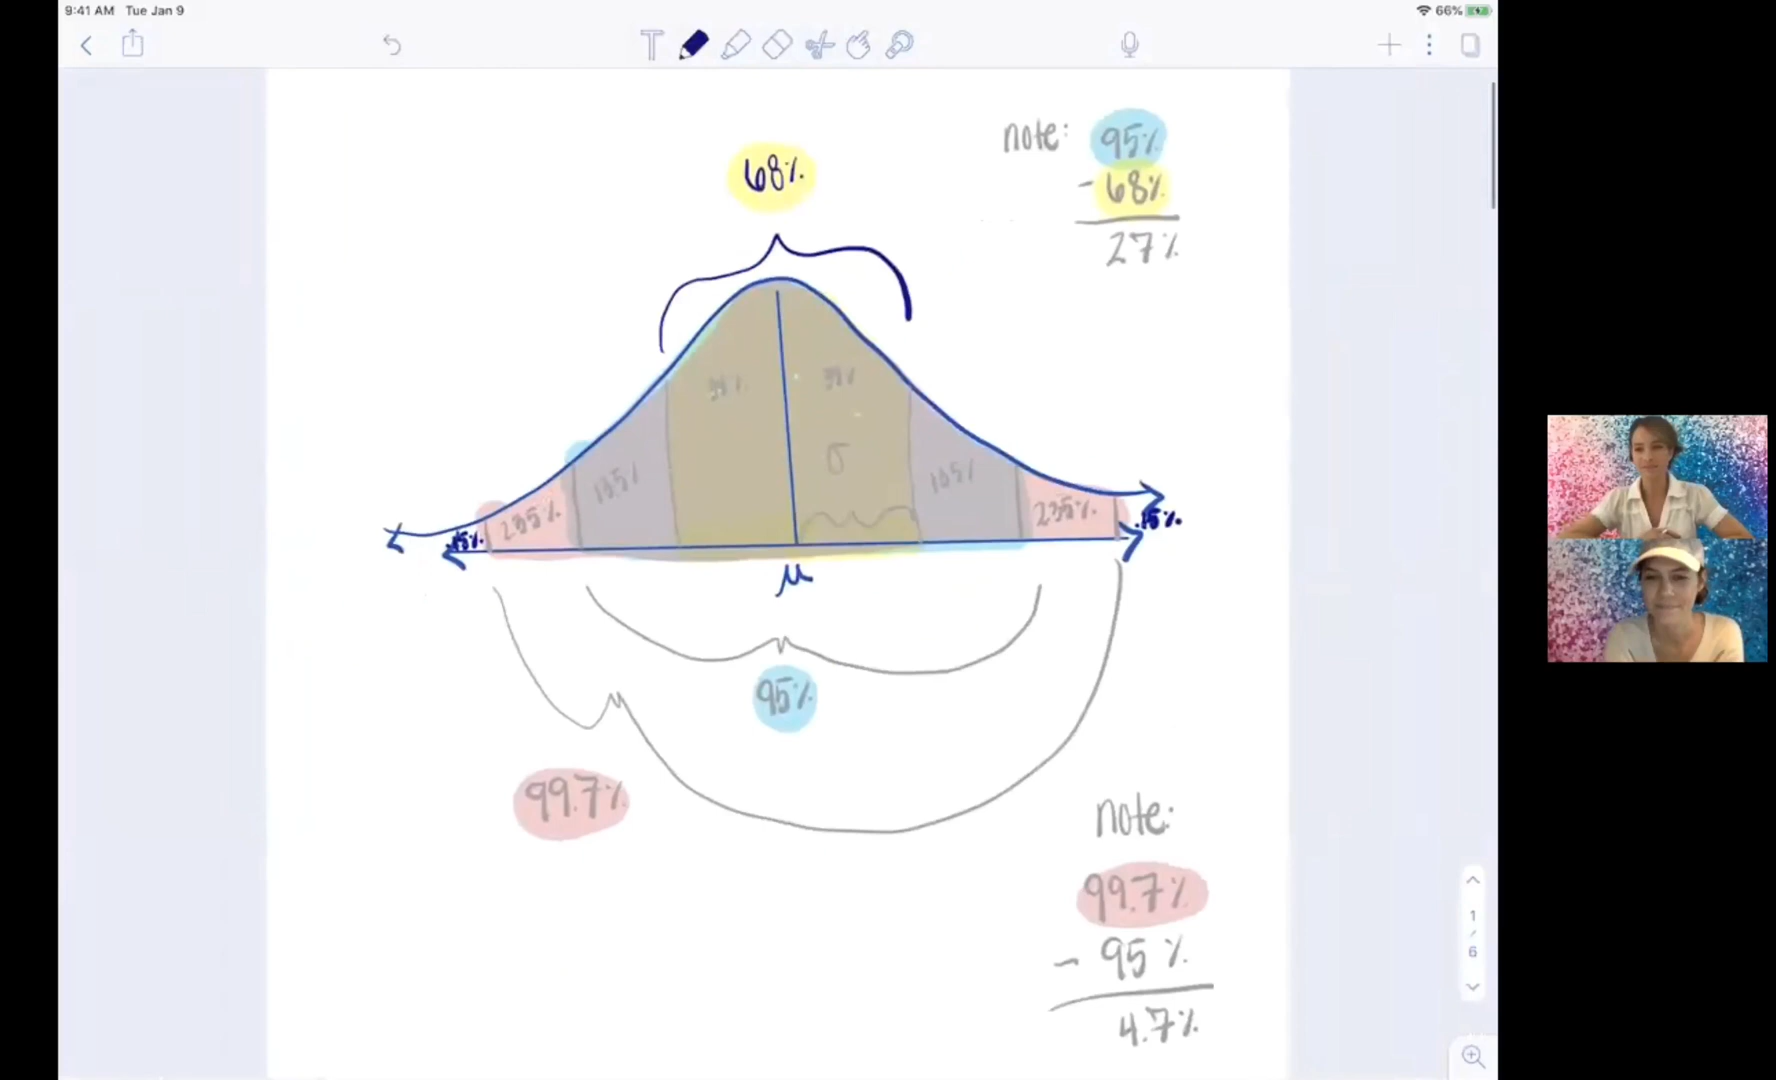 9:41 AM Tue Jan 9
66%
T
note: 95%
- 68%
27%
68%
34% 34%
13.5% σ 13.5%
.15% 2.35% 2.35% .15%
μ
95%
99.7%
note:
99.7%
- 95%
4.7%
1
/
6